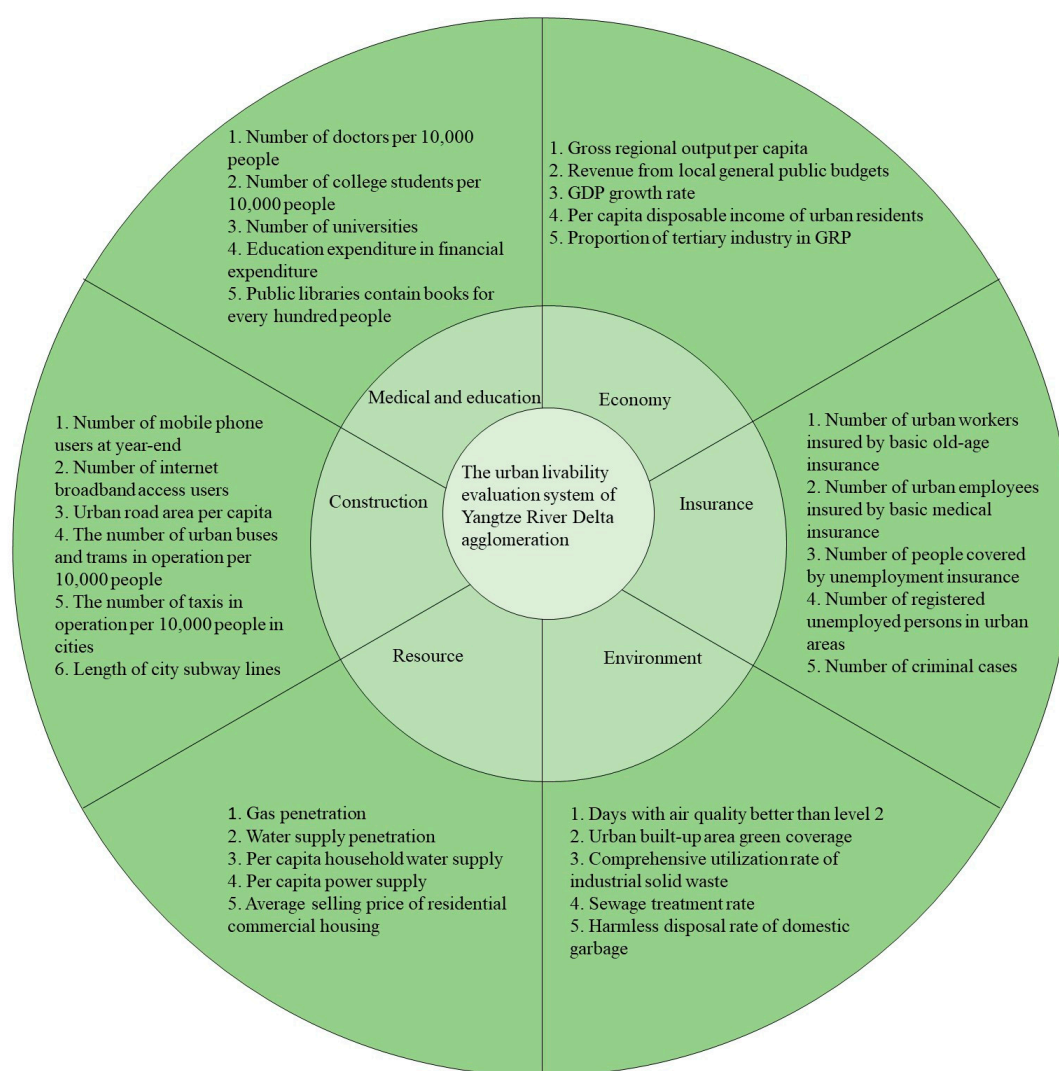 1. Number of doctors per 10,000
people
2. Number of college students per
10,000 people
3. Number of universities
4. Education expenditure in financial
expenditure
5. Public libraries contain books for
every hundred people
1. Gross regional output per capita
2. Revenue from local general public budgets
3. GDP growth rate
4. Per capita disposable income of urban residents
5. Proportion of tertiary industry in GRP
Medical and education
Economy
1. Number of mobile phone
users at year-end
2. Number of internet
broadband access users
3. Urban road area per capita
4. The number of urban buses
and trams in operation per
10,000 people
5. The number of taxis in
operation per 10,000 people in
cities
6. Length of city subway lines
Construction
The urban livability
evaluation system of
Yangtze River Delta
agglomeration
Insurance
1. Number of urban workers
insured by basic old-age
insurance
2. Number of urban employees
insured by basic medical
insurance
3. Number of people covered
by unemployment insurance
4. Number of registered
unemployed persons in urban
areas
5. Number of criminal cases
Resource
Environment
1. Gas penetration
2. Water supply penetration
3. Per capita household water supply
4. Per capita power supply
5. Average selling price of residential
commercial housing
1. Days with air quality better than level 2
2. Urban built-up area green coverage
3. Comprehensive utilization rate of
industrial solid waste
4. Sewage treatment rate
5. Harmless disposal rate of domestic
garbage